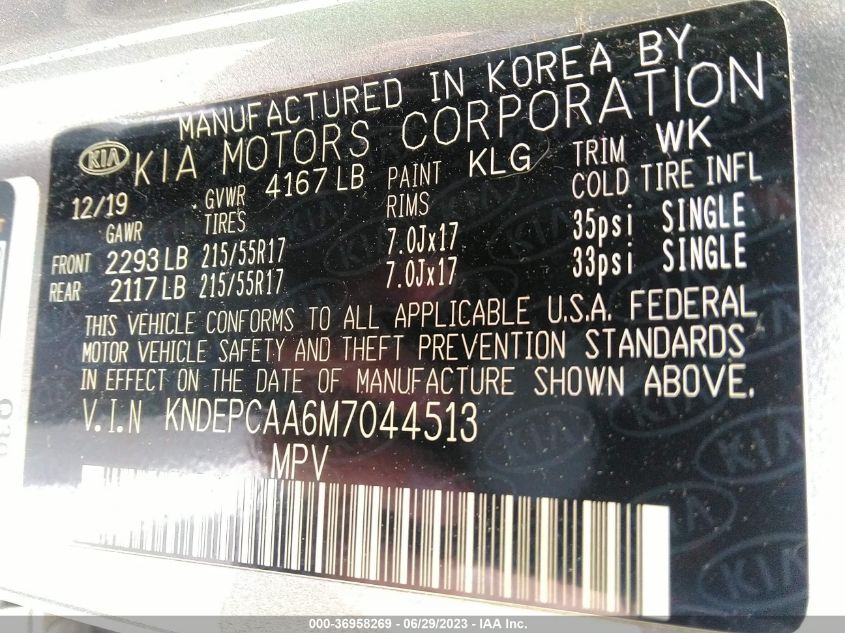 MANUFACTURED IN KOREA BY
KIA KIA MOTORS CORPORATION
12/19 GVWR 4167 LB PAINT KLG TRIM WK
GAWR TIRES RIMS COLD TIRE INFL
FRONT 2293 LB 215/55R17 7.0Jx17 35psi SINGLE
REAR 2117 LB 215/55R17 7.0Jx17 33psi SINGLE
THIS VEHICLE CONFORMS TO ALL APPLICABLE U.S.A. FEDERAL
MOTOR VEHICLE SAFETY AND THEFT PREVENTION STANDARDS
IN EFFECT ON THE DATE OF MANUFACTURE SHOWN ABOVE.
V.I.N KNDEPCAA6M7044513
MPV
000-36958269 - 06/29/2023 - IAAI.com